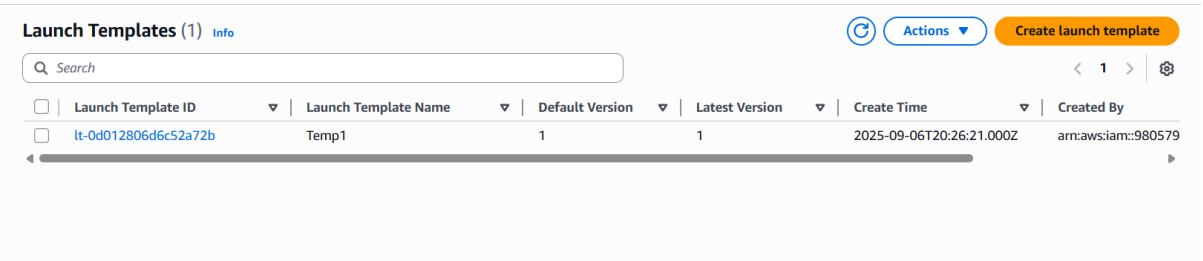 Launch Templates (1) Info
Actions
Create launch template
Search
1
Launch Template ID Launch Template Name Default Version Latest Version Create Time Created By
lt-0d012806d6c52a72b Temp1 1 1 2025-09-06T20:26:21.000Z arn:aws:iam::980579